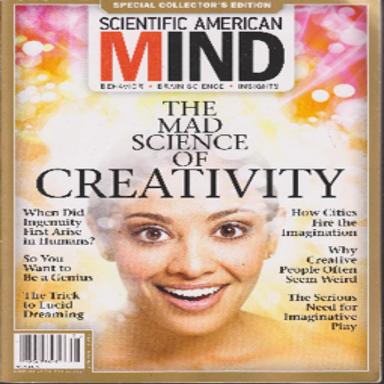 SPECIAL COLLECTOR'S EDITION
SCIENTIFIC AMERICAN
MIND
BEHAVIOR • BRAIN SCIENCE • INSIGHTS
THE
MAD
SCIENCE
OF
CREATIVITY
When Did
Ingenuity
First Arise
in Humans?
So You
Want to
Be a Genius
The Trick
to Lucid
Dreaming
How Cities
Fire the
Imagination
Why
Creative
People Often
Seem Weird
The Serious
Need for
Imaginative
Play